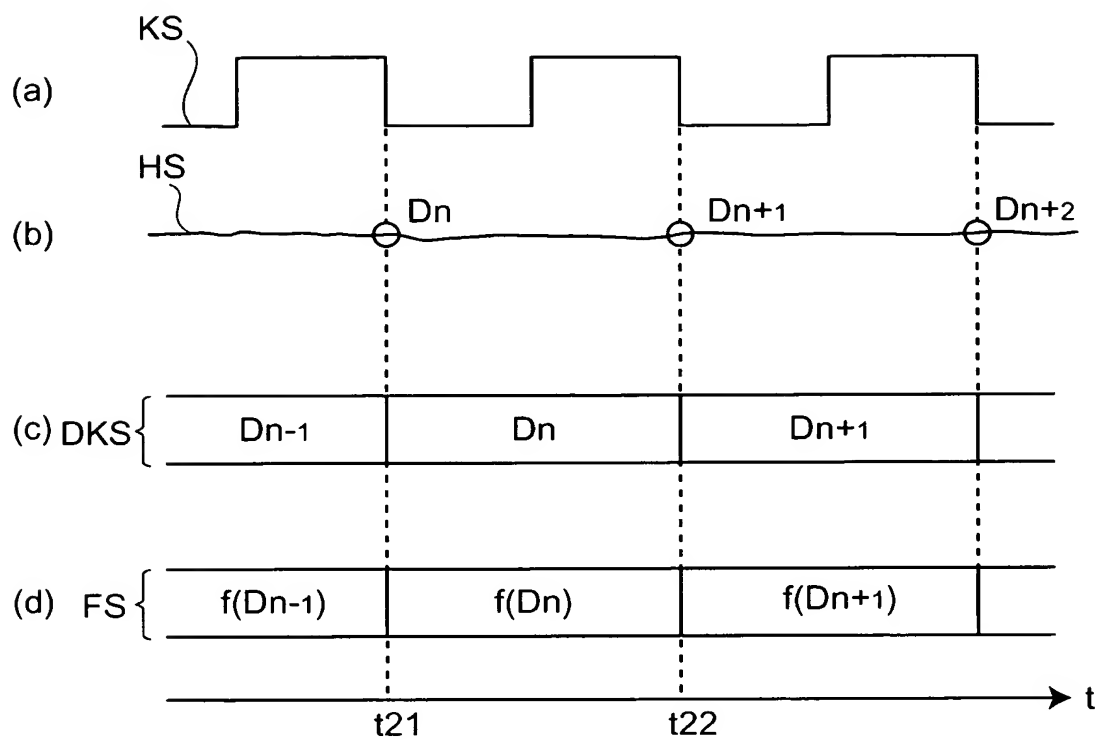 KS
(a)
HS
(b)
Dn Dn+1 Dn+2
(c) DKS Dn-1 Dn Dn+1
(d) FS f(Dn-1) f(Dn) f(Dn+1)
t
t21 t22